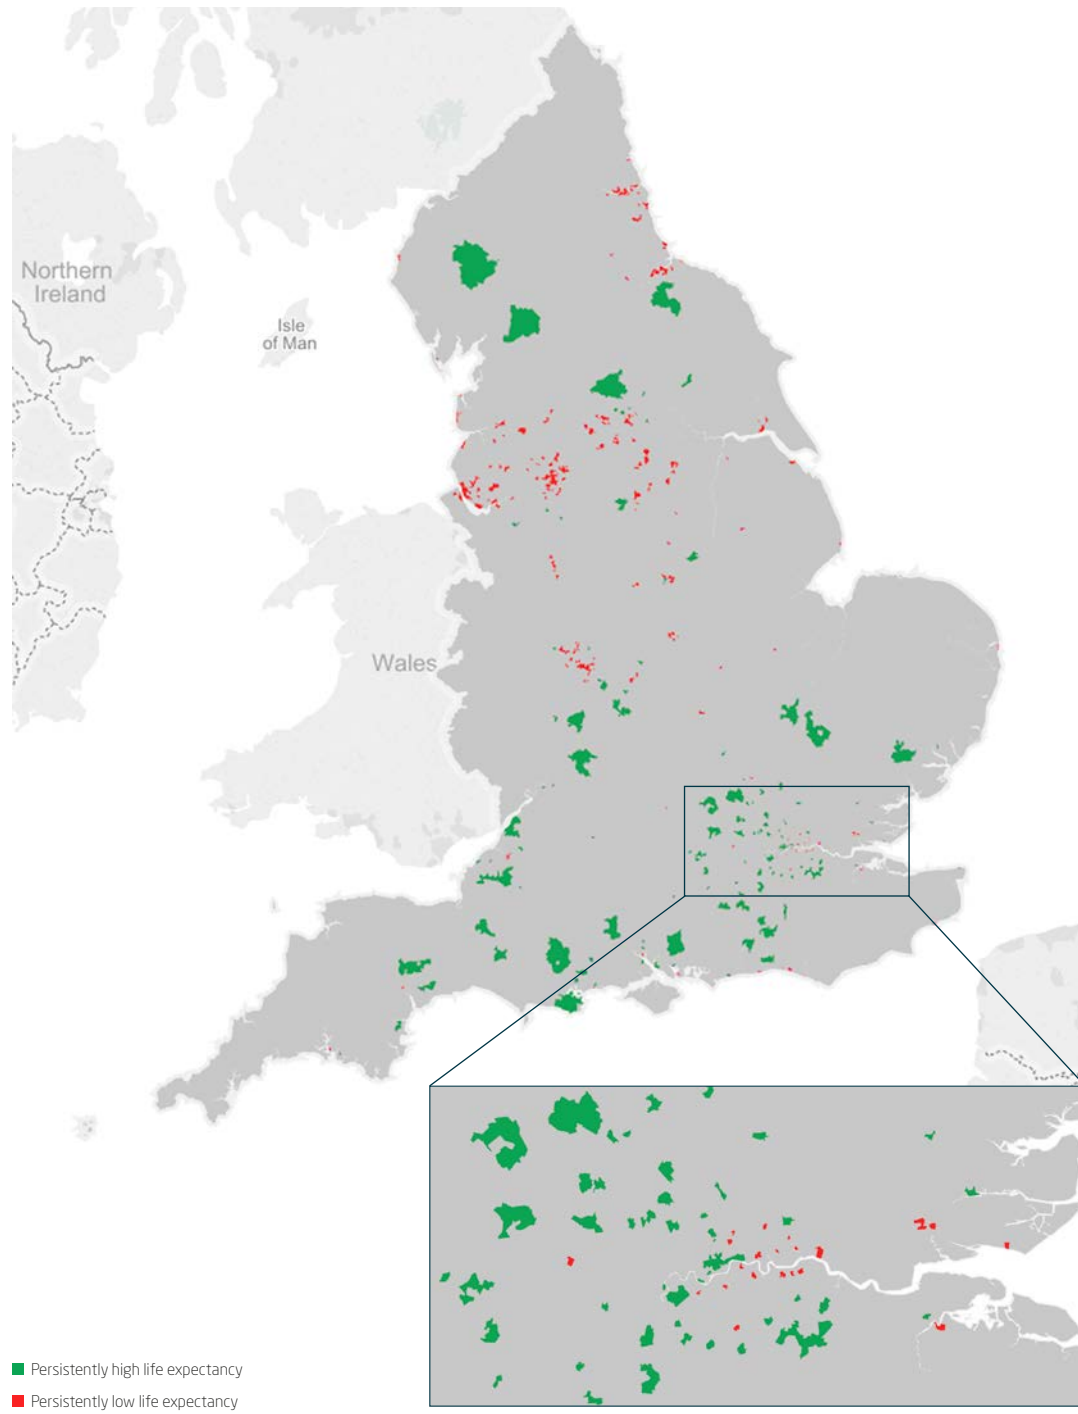 Northern
Ireland
Isle
of Man
Wales
Persistently high life expectancy
Persistently low life expectancy